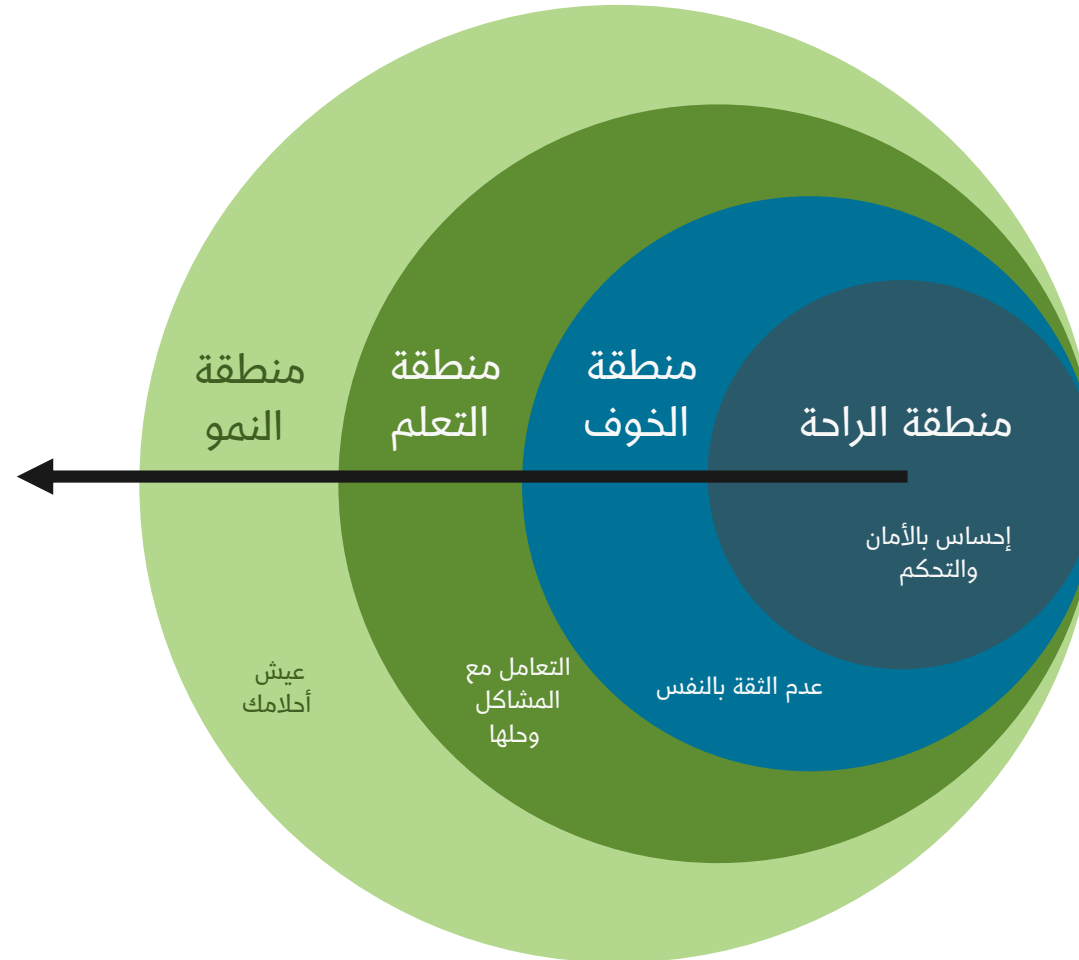 منطقة الراحة
إحساس بالأمان
والتحكم
منطقة
الخوف
عدم الثقة بالنفس
منطقة
التعلم
التعامل مع
المشاكل
وحلها
منطقة
النمو
عيش
أحلامك